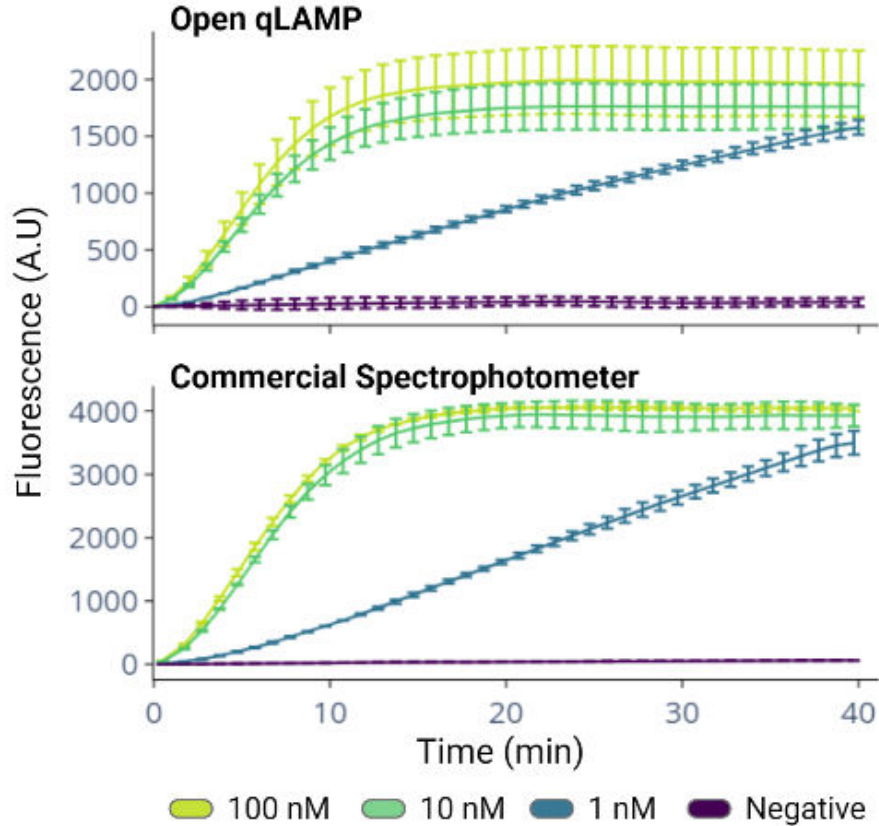 Open qLAMP
2000
1500
1000
500
0
Fluorescence (A.U)
Commercial Spectrophotometer
4000
3000
2000
1000
0
0 10 20 30 40
Time (min)
100 nM 10 nM 1 nM Negative